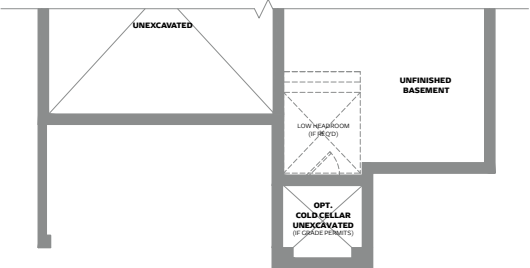 UNEXCAVATED
UNFINISHED
BASEMENT
LOW HEADROOM
(IF REQ'D)
OPT.
COLD CELLAR
UNEXCAVATED
(IF GRADE PERMITS)